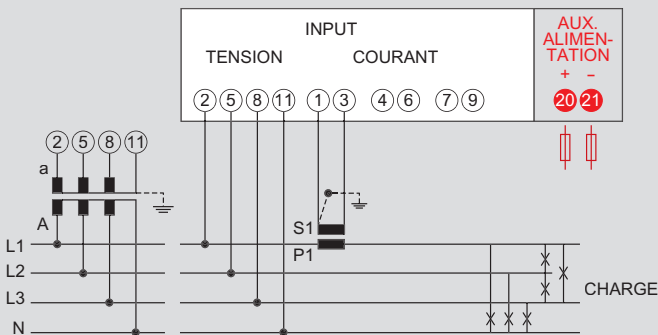 INPUT
AUX.
ALIMEN-
TATION
TENSION COURANT
+ −
2 5 8 11 1 3 4 6 7 9 20 21
2 5 8 11
a
A
S1
P1
L1
L2
L3
N
CHARGE